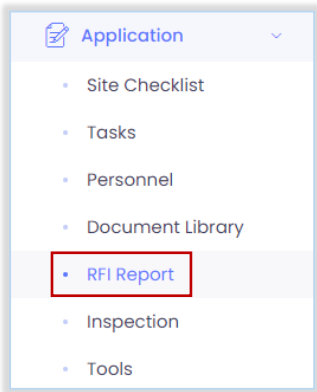 Application
Site Checklist
Tasks
Personnel
Document Library
RFI Report
Inspection
Tools